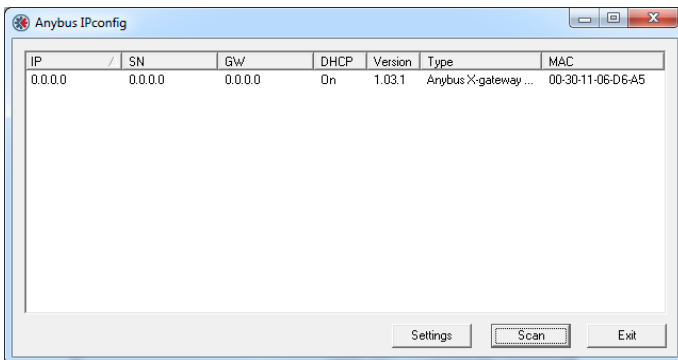 Anybus IPconfig
IP / SN GW DHCP Version Type MAC
0.0.0.0 0.0.0.0 0.0.0.0 On 1.03.1 Anybus X-gateway ... 00-30-11-06-D6-A5
Settings Scan Exit